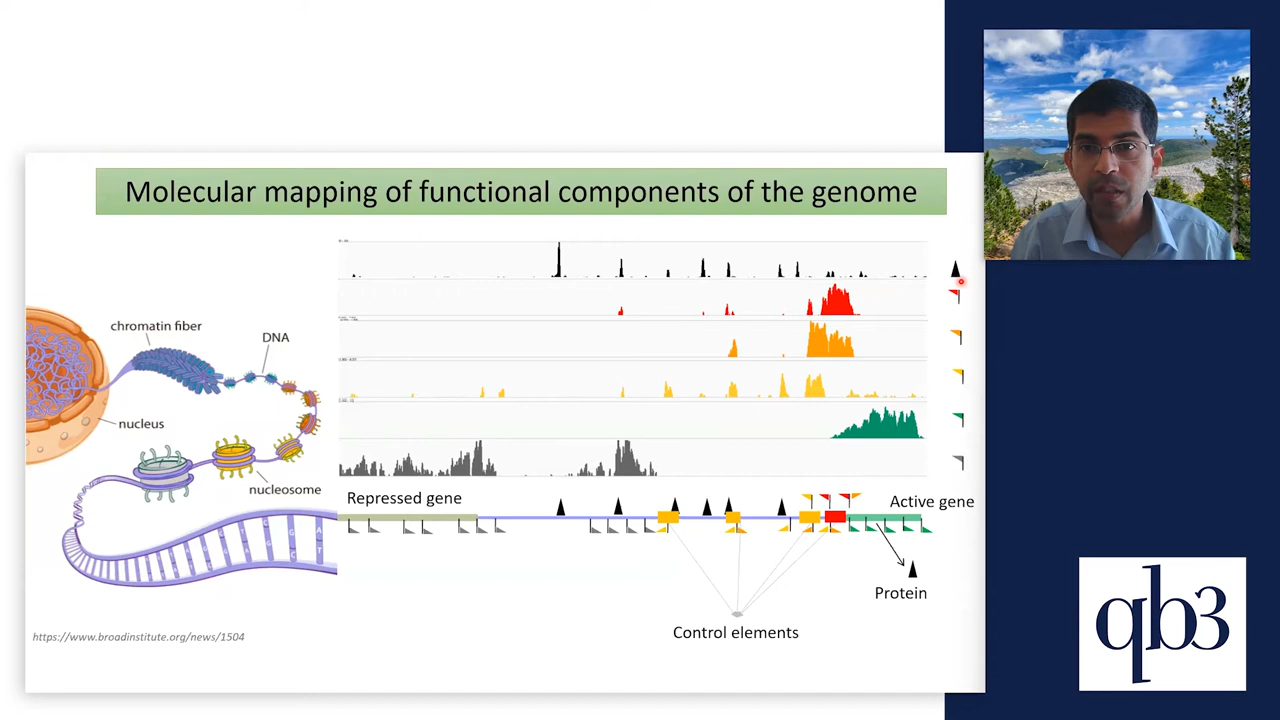 Molecular mapping of functional components of the genome
chromatin fiber
DNA
nucleus
nucleosome
Repressed gene
Active gene
Protein
Control elements
https://www.broadinstitute.org/news/1504
qb3